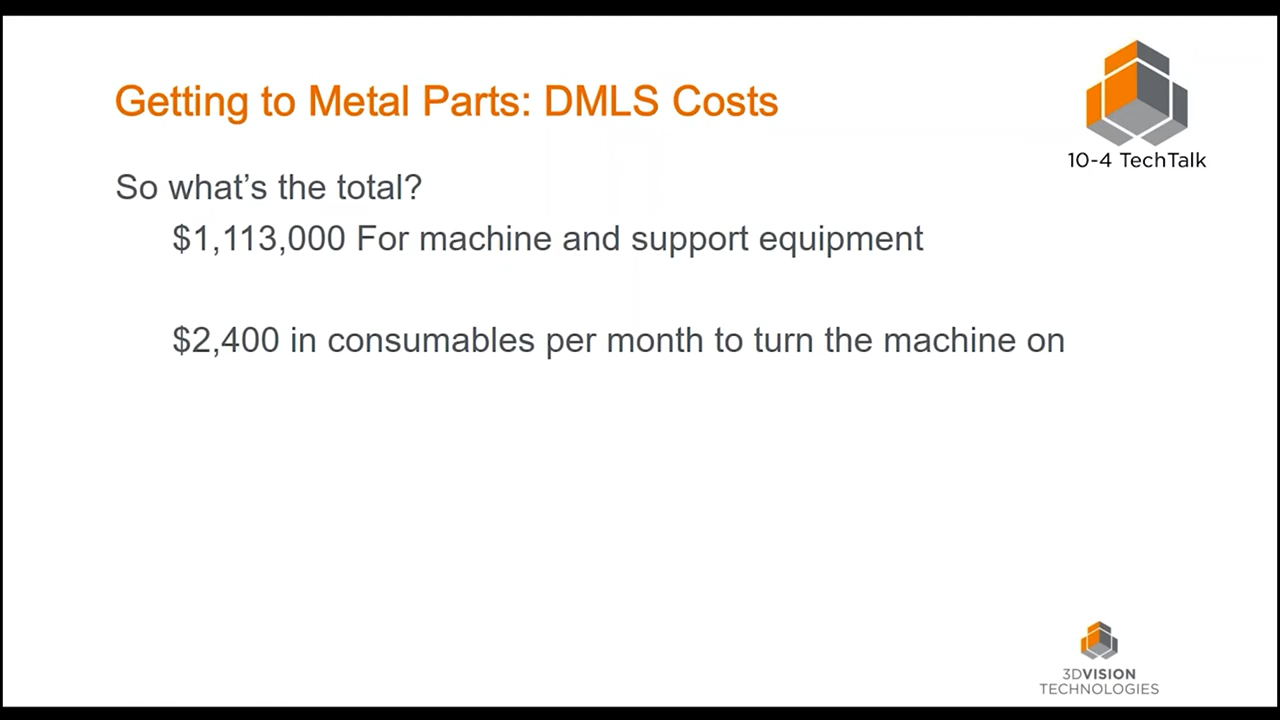 Getting to Metal Parts: DMLS Costs
10-4 TechTalk
So what’s the total?
$1,113,000 For machine and support equipment
$2,400 in consumables per month to turn the machine on
3DVISION
TECHNOLOGIES